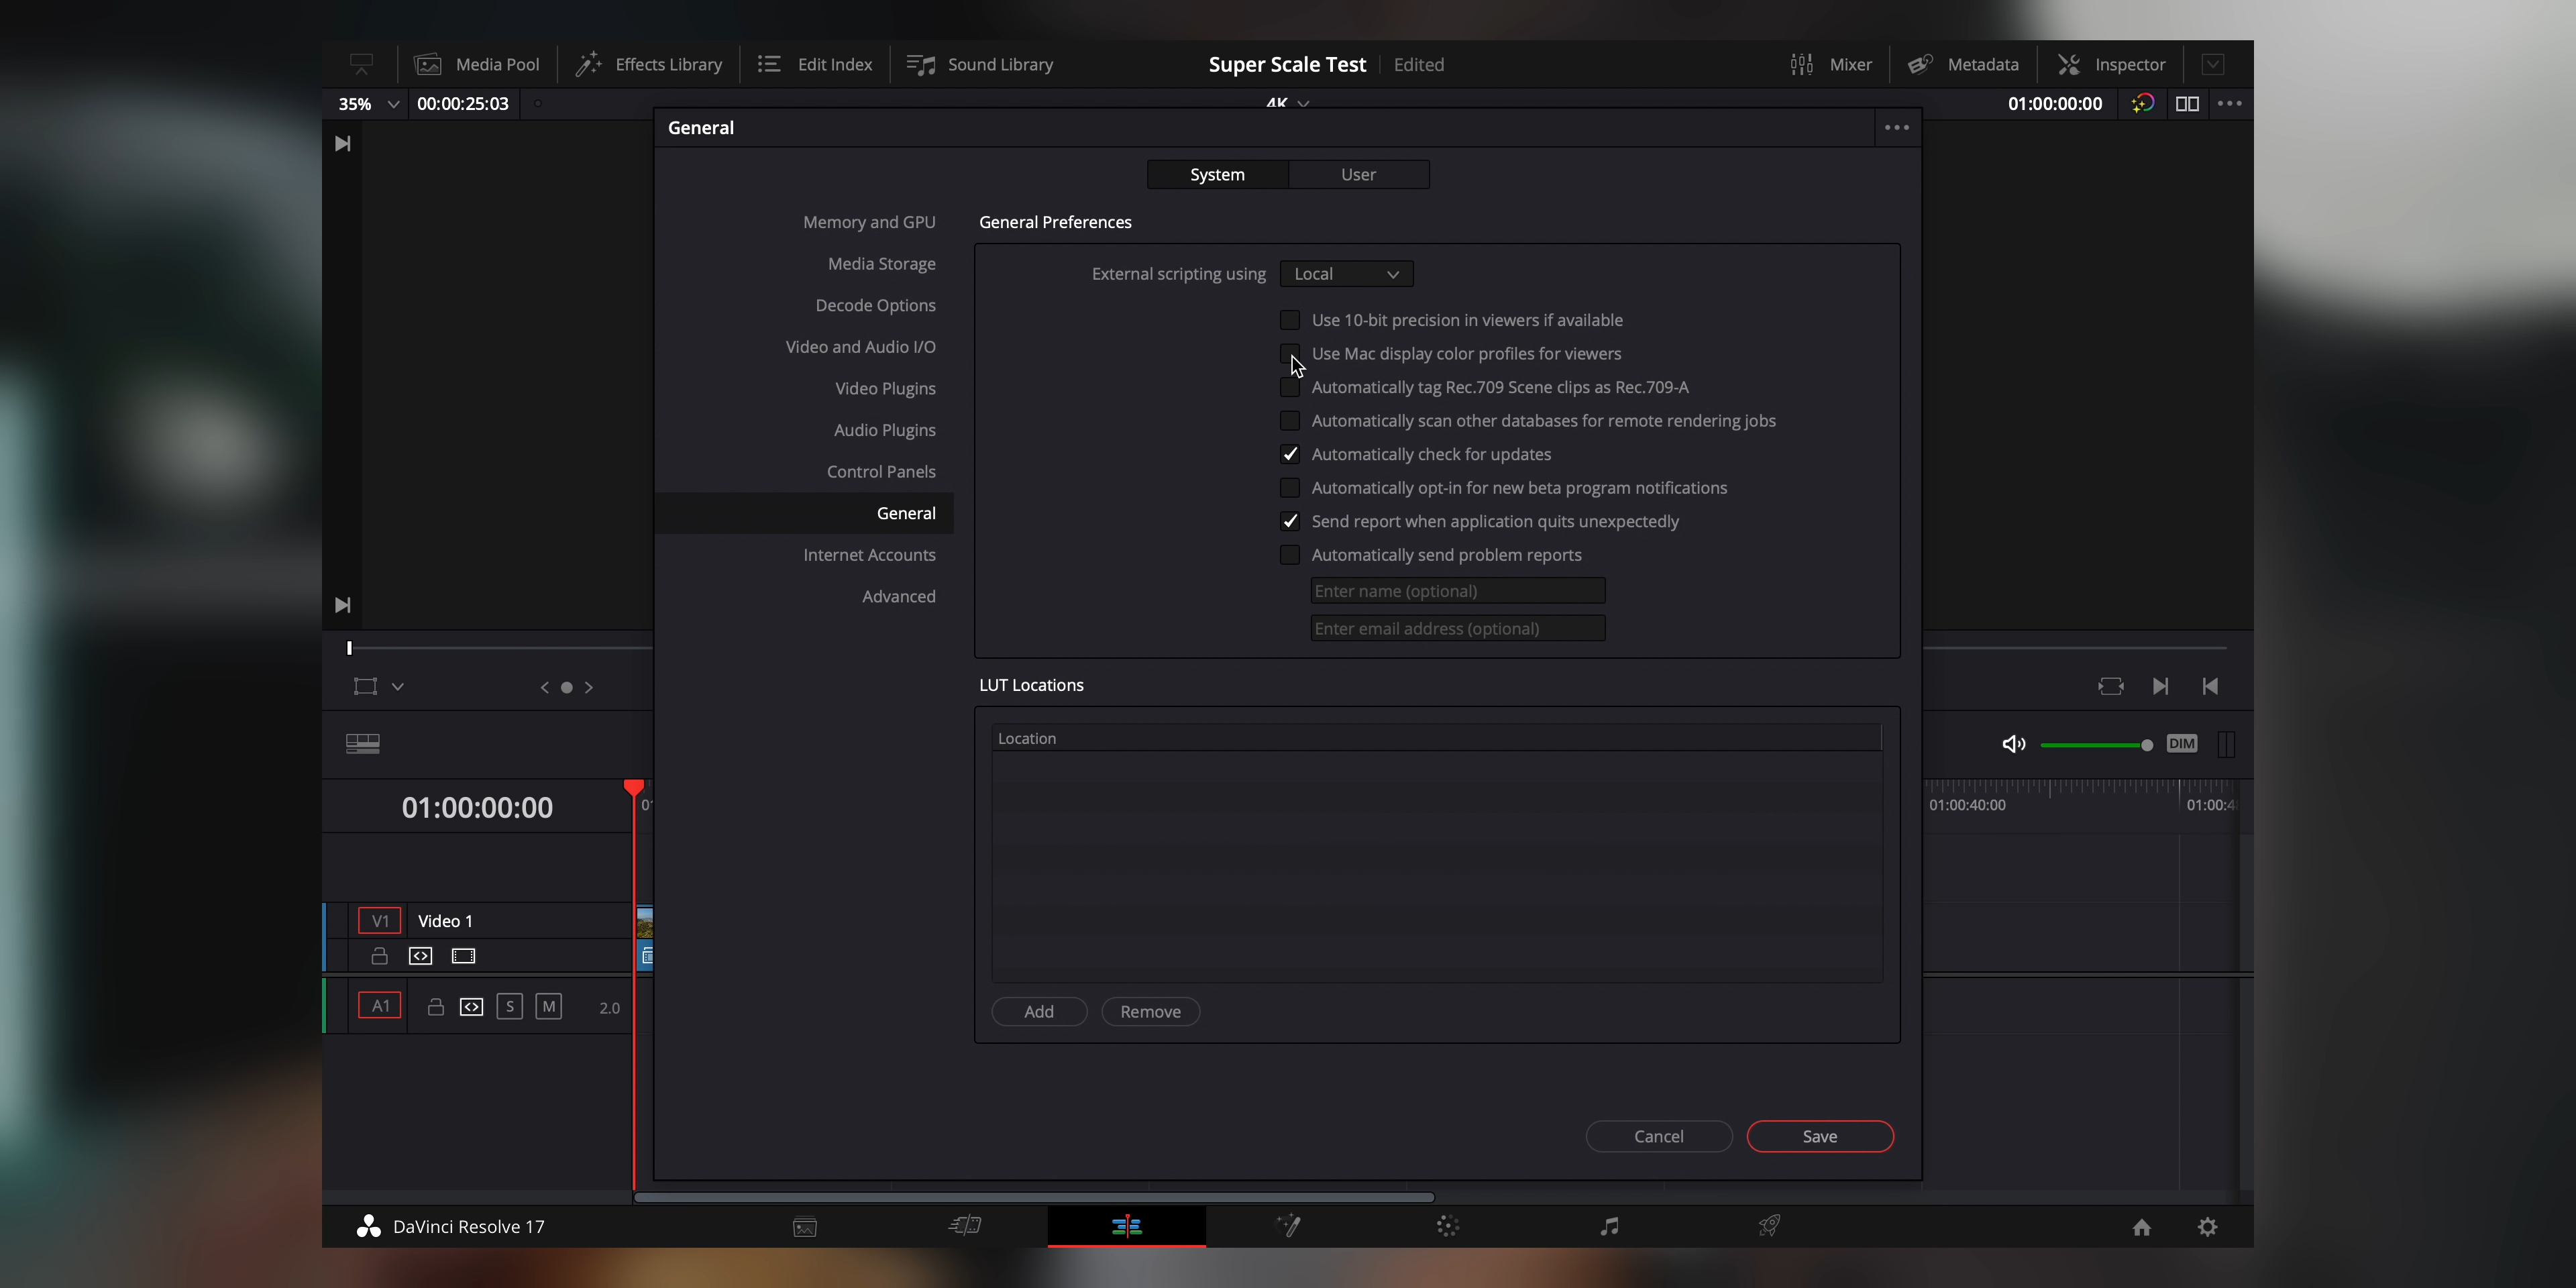 Media Pool
Effects Library
Edit Index
Sound Library
Super Scale Test
Edited
Mixer
Metadata
Inspector
35%
00:00:25:03
4K
01:00:00:00
General
System
User
Memory and GPU
Media Storage
Decode Options
Video and Audio I/O
Video Plugins
Audio Plugins
Control Panels
General
Internet Accounts
Advanced
General Preferences
External scripting using
Local
Use 10-bit precision in viewers if available
Use Mac display color profiles for viewers
Automatically tag Rec.709 Scene clips as Rec.709-A
Automatically scan other databases for remote rendering jobs
Automatically check for updates
Automatically opt-in for new beta program notifications
Send report when application quits unexpectedly
Automatically send problem reports
Enter name (optional)
Enter email address (optional)
LUT Locations
Location
Add
Remove
Cancel
Save
DIM
01:00:00:00
01:00:40:00
V1
Video 1
A1
S
M
2.0
DaVinci Resolve 17